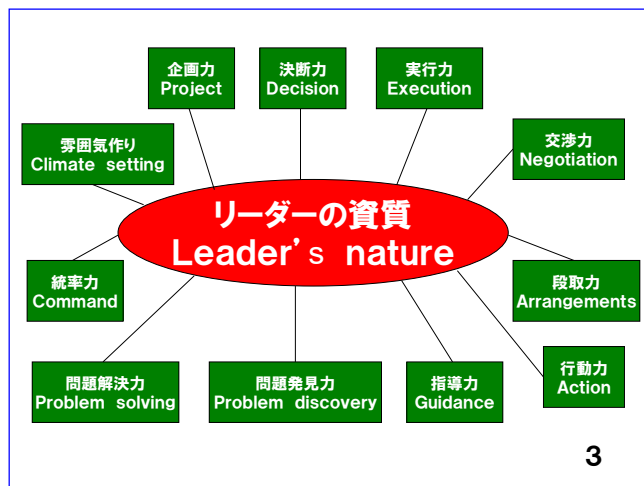 企画力
Project
決断力
Decision
実行力
Execution
雰囲気作り
Climate setting
交渉力
Negotiation
リーダーの資質
Leader’s nature
統率力
Command
段取力
Arrangements
問題解決力
Problem solving
問題発見力
Problem discovery
指導力
Guidance
行動力
Action
3